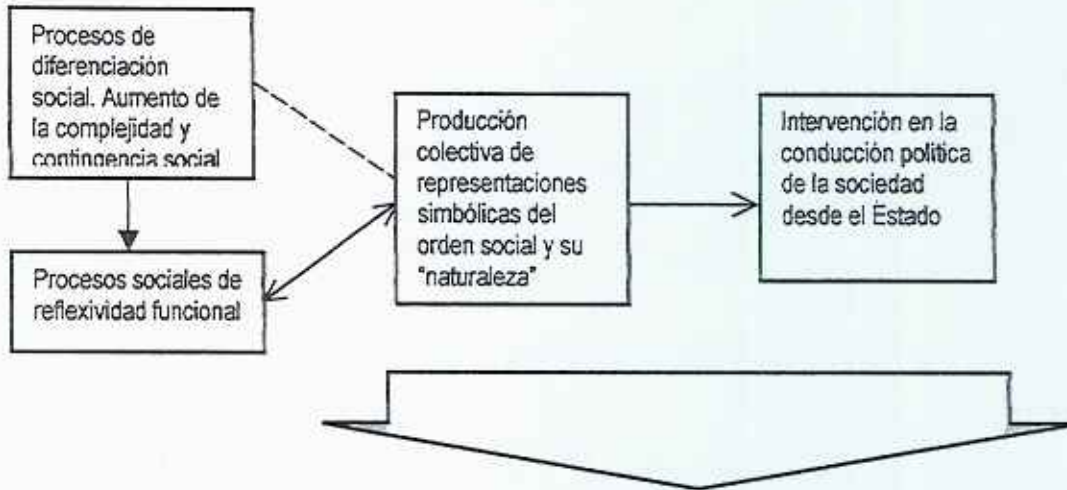 Procesos de
diferenciación
social. Aumento de
la complejidad y
contingencia social
Procesos sociales de
reflexividad funcional
Producción
colectiva de
representaciones
simbólicas del
orden social y su
"naturaleza"
Intervención en la
conducción política
de la sociedad
desde el Estado